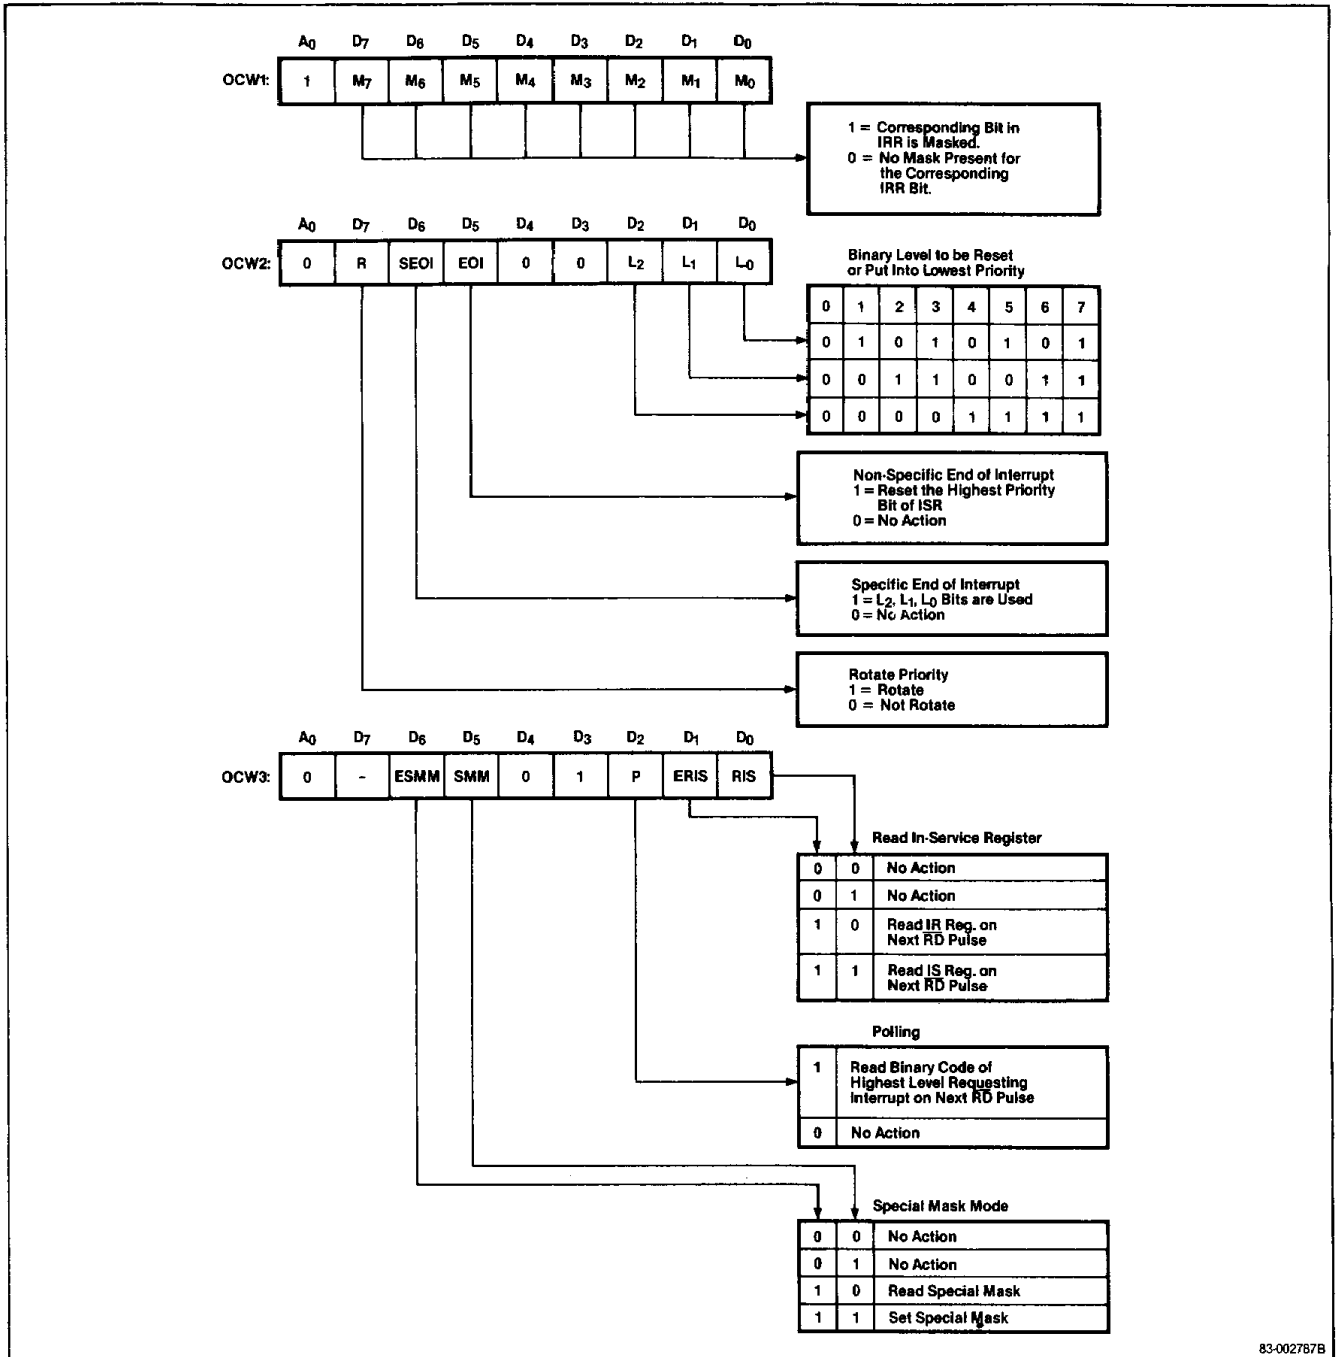 A0 D7 D6 D5 D4 D3 D2 D1 D0
OCW1: 1 M7 M6 M5 M4 M3 M2 M1 M0
1 = Corresponding Bit in
IRR is Masked.
0 = No Mask Present for
the Corresponding
IRR Bit.
A0 D7 D6 D5 D4 D3 D2 D1 D0
OCW2: 0 R SEOI EOI 0 0 L2 L1 L0
Binary Level to be Reset
or Put Into Lowest Priority
0 1 2 3 4 5 6 7
0 1 0 1 0 1 0 1
0 0 1 1 0 0 1 1
0 0 0 0 1 1 1 1
Non-Specific End of Interrupt
1 = Reset the Highest Priority
Bit of ISR
0 = No Action
Specific End of Interrupt
1 = L2, L1, L0 Bits are Used
0 = No Action
Rotate Priority
1 = Rotate
0 = Not Rotate
A0 D7 D6 D5 D4 D3 D2 D1 D0
OCW3: 0 - ESMM SMM 0 1 P ERIS RIS
Read In-Service Register
0 0 No Action
0 1 No Action
1 0 Read IR Reg. on
Next RD Pulse
1 1 Read IS Reg. on
Next RD Pulse
Polling
1 Read Binary Code of
Highest Level Requesting
Interrupt on Next RD Pulse
0 No Action
Special Mask Mode
0 0 No Action
0 1 No Action
1 0 Read Special Mask
1 1 Set Special Mask
83-002787B